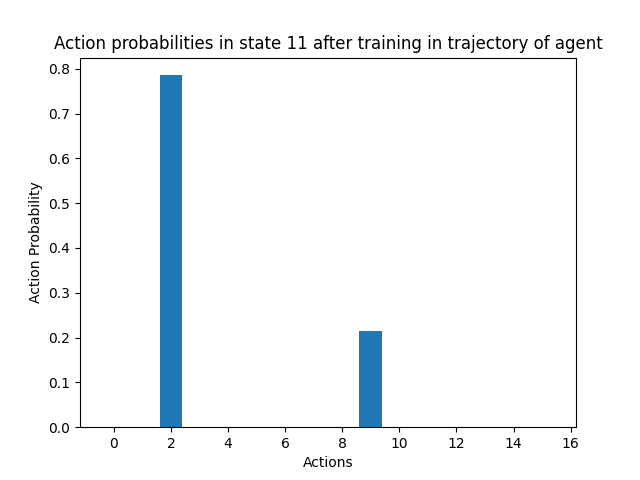 Action probabilities in state 11 after training in trajectory of agent
0.8
0.7
0.6
0.5
0.4
0.3
0.2
0.1
0.0
Action Probability
0 2 4 6 8 10 12 14 16
Actions